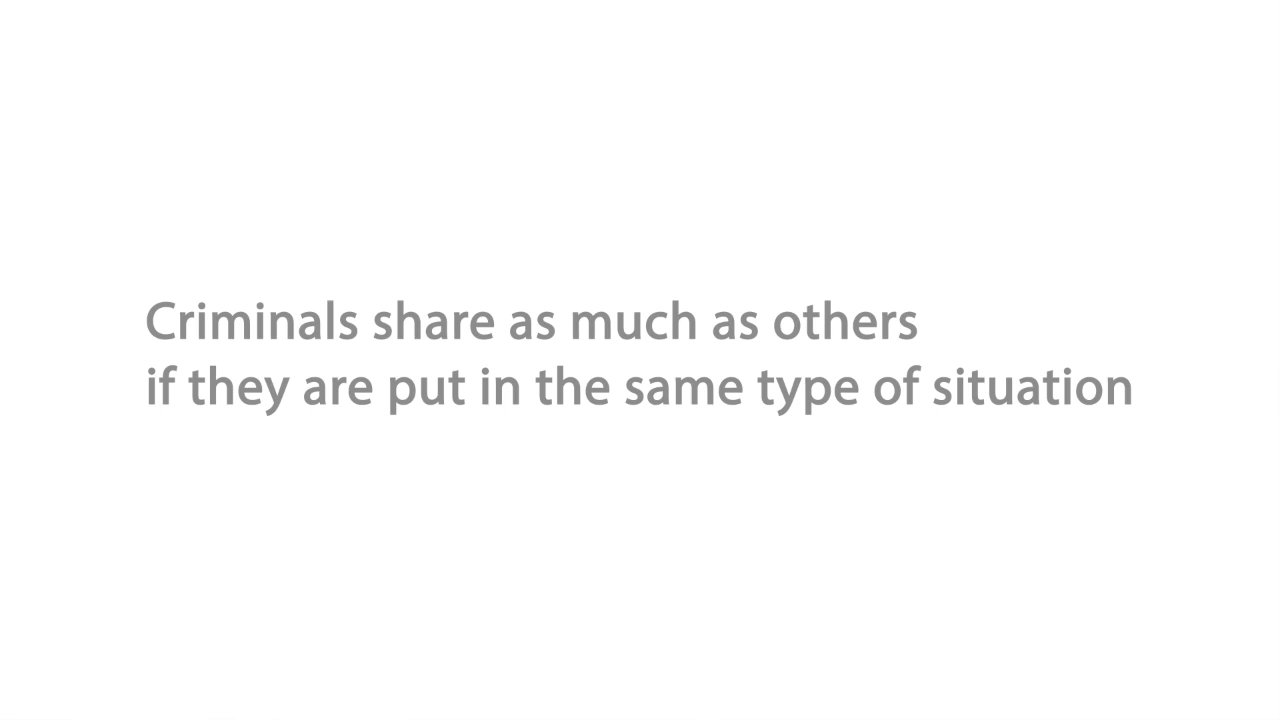 Criminals share as much as others
if they are put in the same type of situation